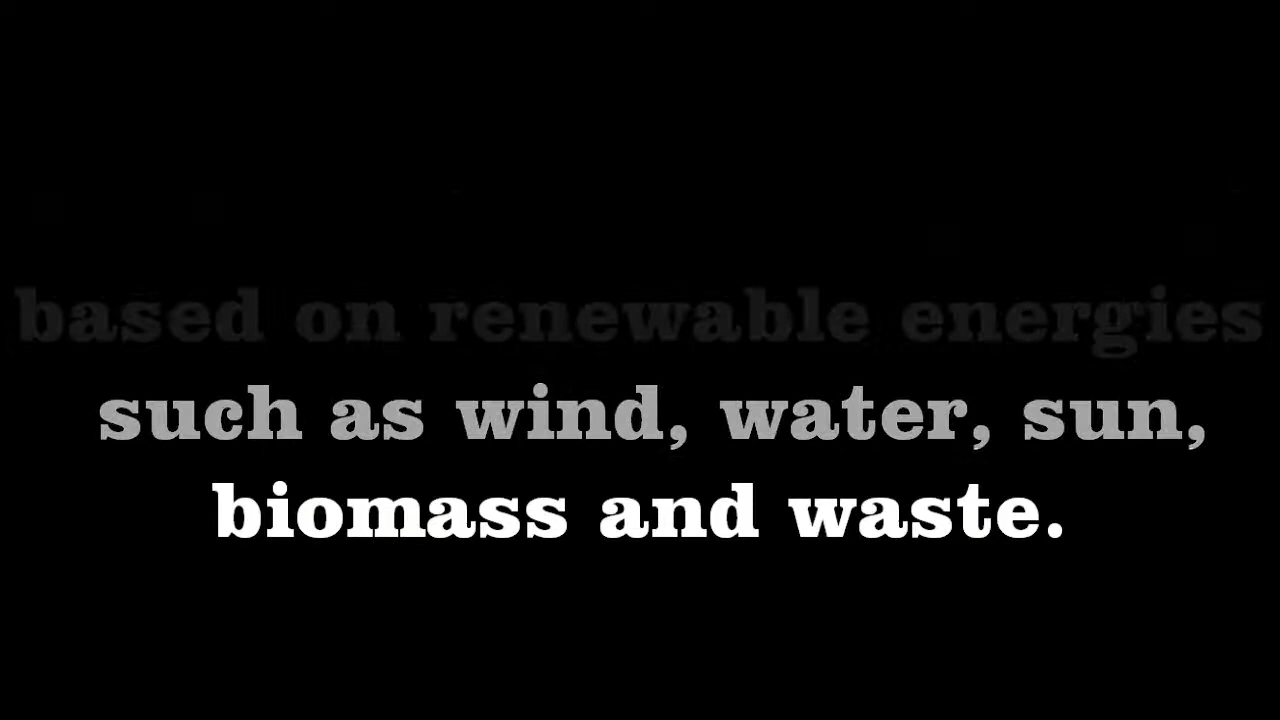 based on renewable energies
such as wind, water, sun,
biomass and waste.